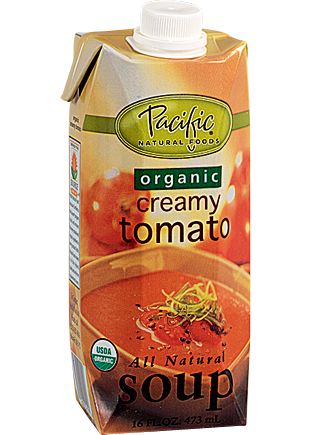 Pacific
NATURAL FOODS
organic
creamy
tomato
USDA
ORGANIC
All Natural
soup
16 FL.OZ. 473 mL